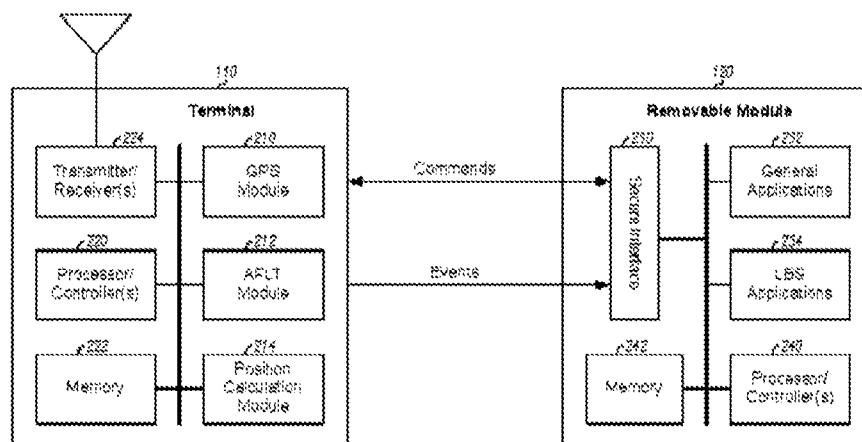 110
Terminal
224
Transmitter/
Receiver(s)
210
GPS
Module
220
Processor/
Controller(s)
212
AFLT
Module
222
Memory
214
Position
Calculation
Module
Commands
Events
120
Removable Module
230
Secure Interface
232
General
Applications
234
LBS
Applications
242
Memory
240
Processor/
Controller(s)